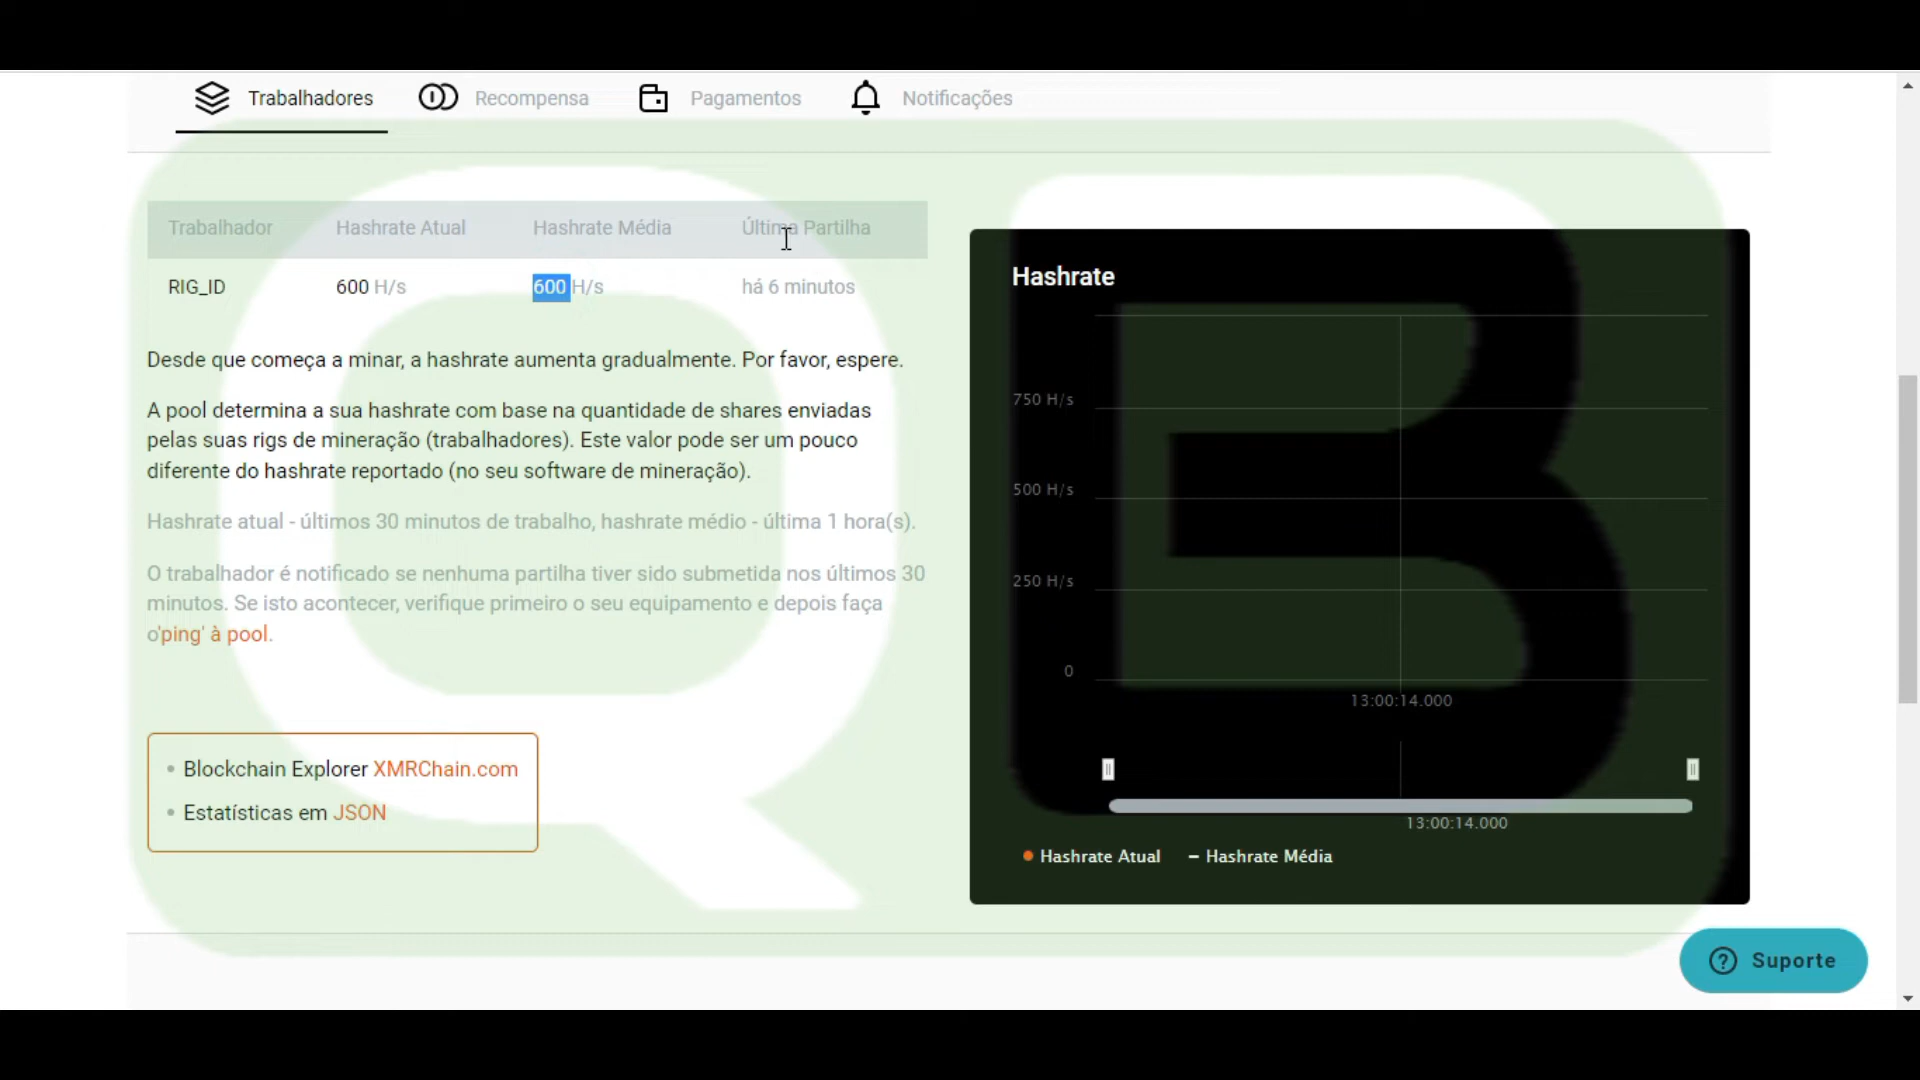 Trabalhadores Recompensa Pagamentos Notificações
Trabalhador Hashrate Atual Hashrate Média Última Partilha
RIG_ID 600 H/s 600 H/s há 6 minutos
Desde que começa a minar, a hashrate aumenta gradualmente. Por favor, espere.
A pool determina a sua hashrate com base na quantidade de shares enviadas
pelas suas rigs de mineração (trabalhadores). Este valor pode ser um pouco
diferente do hashrate reportado (no seu software de mineração).
Hashrate atual - últimos 30 minutos de trabalho, hashrate médio - última 1 hora(s).
O trabalhador é notificado se nenhuma partilha tiver sido submetida nos últimos 30
minutos. Se isto acontecer, verifique primeiro o seu equipamento e depois faça
o'ping' à pool.
• Blockchain Explorer XMRChain.com
• Estatísticas em JSON
Hashrate
750 H/s
500 H/s
250 H/s
0
13:00:14.000
13:00:14.000
Hashrate Atual Hashrate Média
Suporte
QB